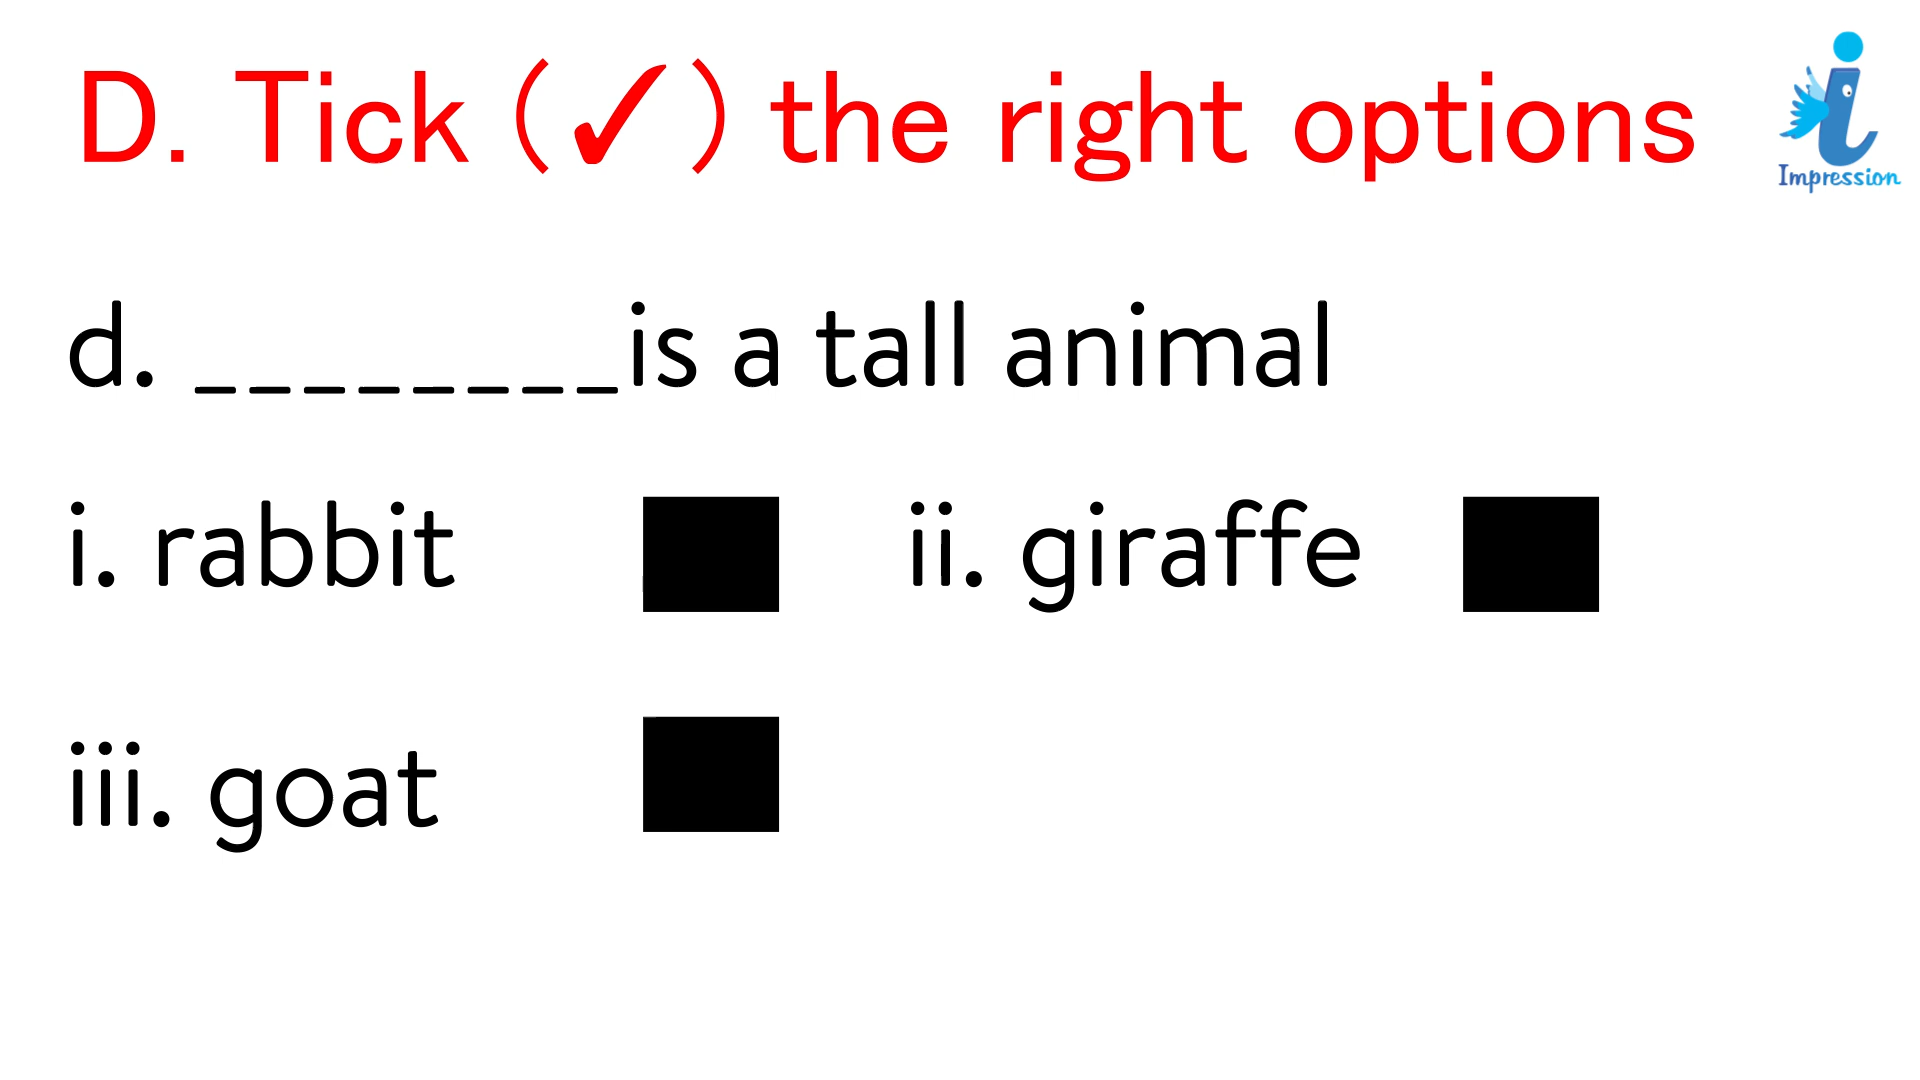 D. Tick (✓) the right options
Impression
d. ________is a tall animal
i. rabbit ii. giraffe
iii. goat